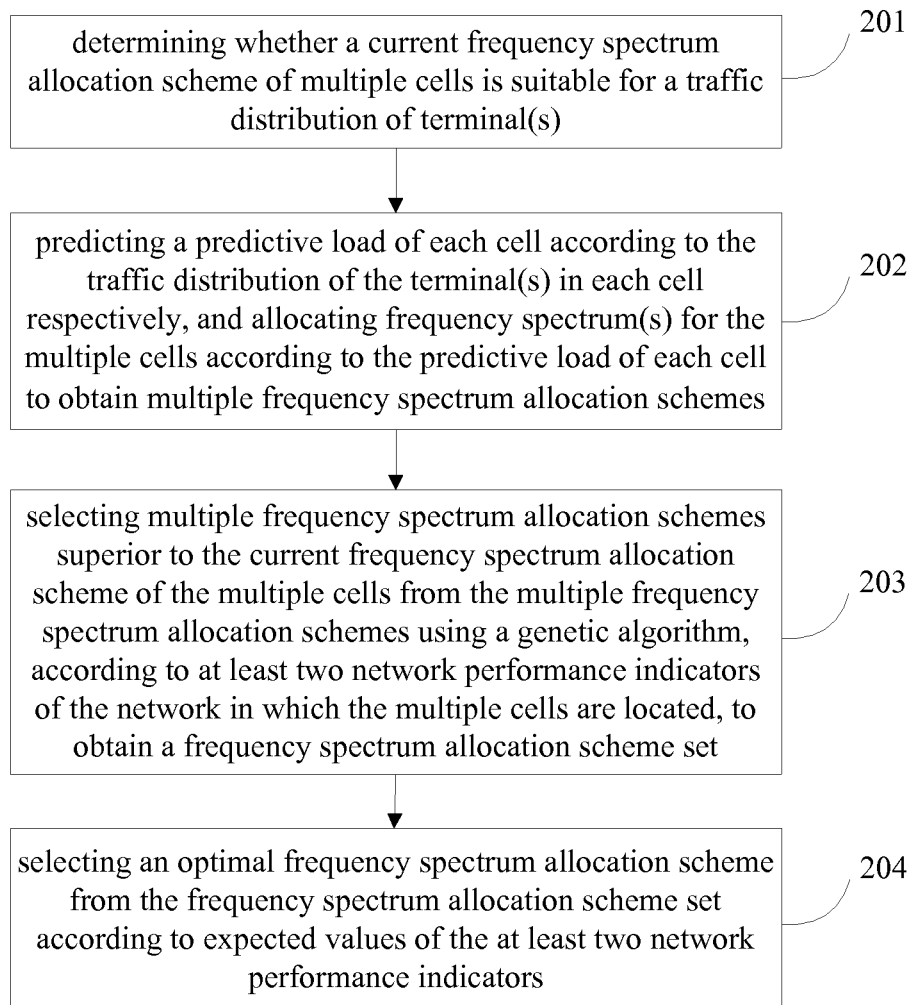 determining whether a current frequency spectrum
allocation scheme of multiple cells is suitable for a traffic
distribution of terminal(s)
201
predicting a predictive load of each cell according to the
traffic distribution of the terminal(s) in each cell
respectively, and allocating frequency spectrum(s) for the
multiple cells according to the predictive load of each cell
to obtain multiple frequency spectrum allocation schemes
202
selecting multiple frequency spectrum allocation schemes
superior to the current frequency spectrum allocation
scheme of the multiple cells from the multiple frequency
spectrum allocation schemes using a genetic algorithm,
according to at least two network performance indicators
of the network in which the multiple cells are located, to
obtain a frequency spectrum allocation scheme set
203
selecting an optimal frequency spectrum allocation scheme
from the frequency spectrum allocation scheme set
according to expected values of the at least two network
performance indicators
204